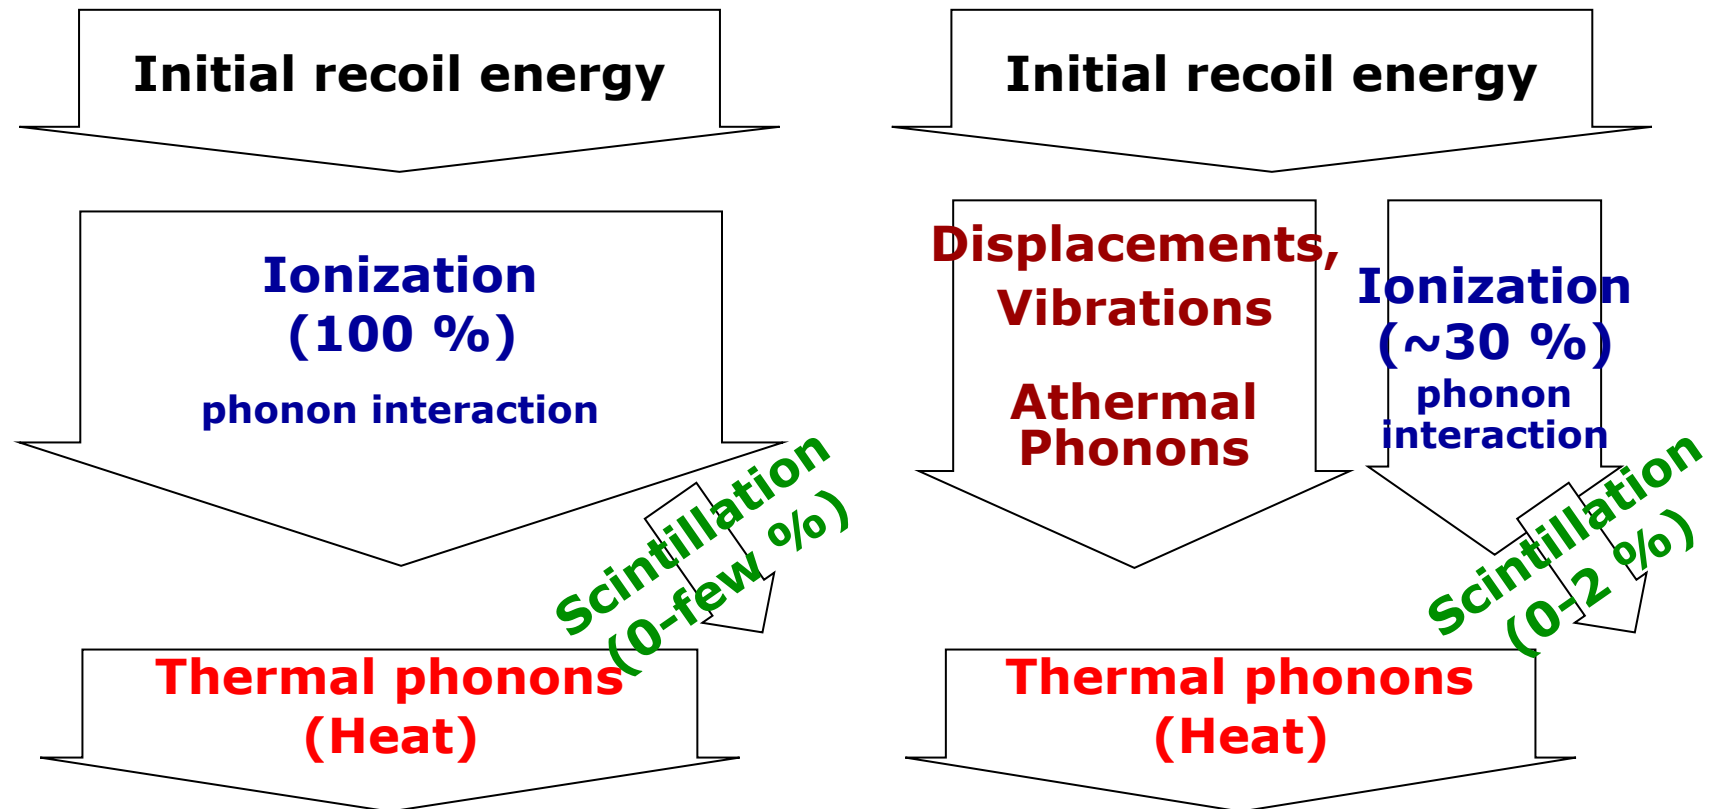 Initial recoil energy
Ionization
(100 %)
phonon interaction
Scintillation
(0-few %)
Thermal phonons
(Heat)
Initial recoil energy
Displacements,
Vibrations
Athermal
Phonons
Ionization
(~30 %)
phonon
interaction
Scintillation
(0-2 %)
Thermal phonons
(Heat)